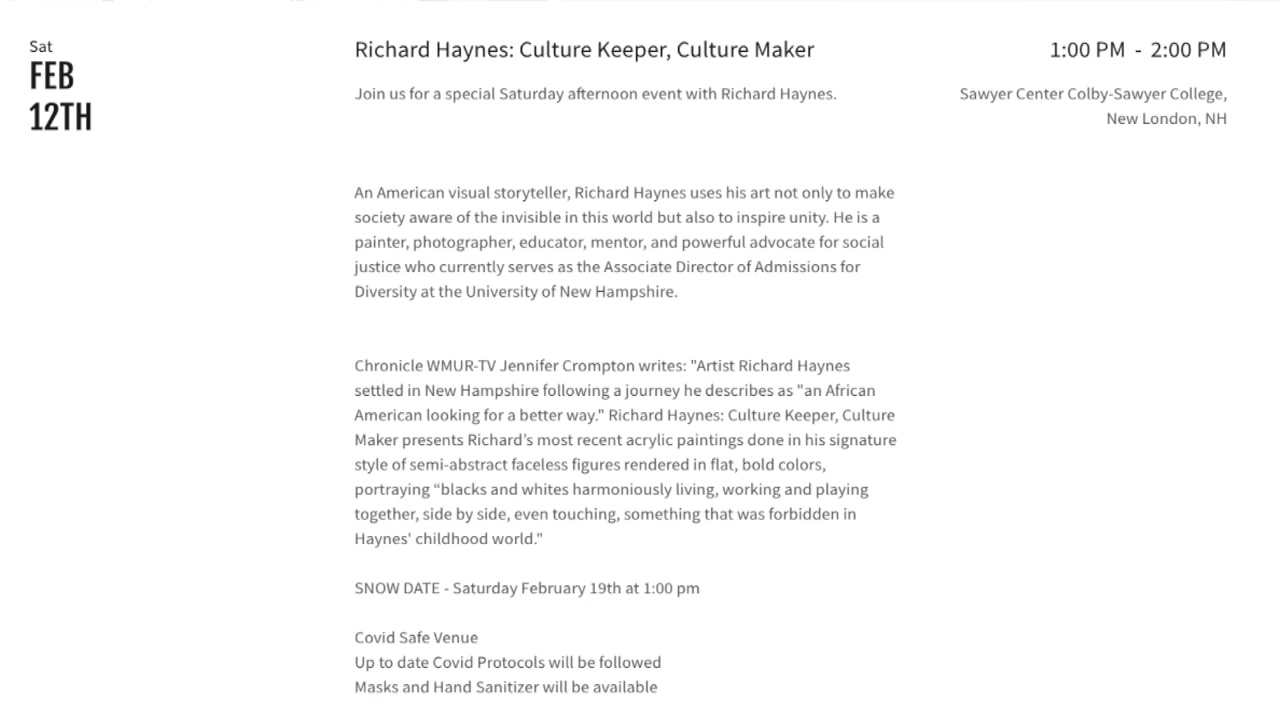 Sat
FEB
12TH
Richard Haynes: Culture Keeper, Culture Maker
1:00 PM - 2:00 PM
Join us for a special Saturday afternoon event with Richard Haynes.
Sawyer Center Colby-Sawyer College,
New London, NH
An American visual storyteller, Richard Haynes uses his art not only to make
society aware of the invisible in this world but also to inspire unity. He is a
painter, photographer, educator, mentor, and powerful advocate for social
justice who currently serves as the Associate Director of Admissions for
Diversity at the University of New Hampshire.
Chronicle WMUR-TV Jennifer Crompton writes: "Artist Richard Haynes
settled in New Hampshire following a journey he describes as "an African
American looking for a better way." Richard Haynes: Culture Keeper, Culture
Maker presents Richard’s most recent acrylic paintings done in his signature
style of semi-abstract faceless figures rendered in flat, bold colors,
portraying “blacks and whites harmoniously living, working and playing
together, side by side, even touching, something that was forbidden in
Haynes' childhood world."
SNOW DATE - Saturday February 19th at 1:00 pm
Covid Safe Venue
Up to date Covid Protocols will be followed
Masks and Hand Sanitizer will be available